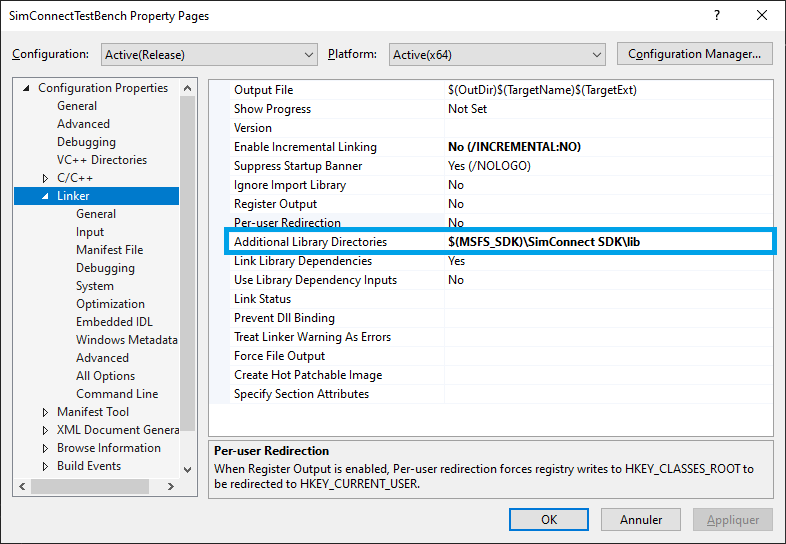 SimConnectTestBench Property Pages
? 
Configuration: Active(Release) Platform: Active(x64) Configuration Manager...
Configuration Properties
General
Advanced
Debugging
VC++ Directories
C/C++
Linker
General
Input
Manifest File
Debugging
System
Optimization
Embedded IDL
Windows Metadata
Advanced
All Options
Command Line
Manifest Tool
XML Document Genera
Browse Information
Build Events
Output File $(OutDir)$(TargetName)$(TargetExt)
Show Progress Not Set
Version
Enable Incremental Linking No (/INCREMENTAL:NO)
Suppress Startup Banner Yes (/NOLOGO)
Ignore Import Library No
Register Output No
Per-user Redirection No
Additional Library Directories $(MSFS_SDK)\SimConnect SDK\lib
Link Library Dependencies Yes
Use Library Dependency Inputs No
Link Status
Prevent Dll Binding
Treat Linker Warning As Errors
Force File Output
Create Hot Patchable Image
Specify Section Attributes
Per-user Redirection
When Register Output is enabled, Per-user redirection forces registry writes to HKEY_CLASSES_ROOT to
be redirected to HKEY_CURRENT_USER.
OK Annuler Appliquer